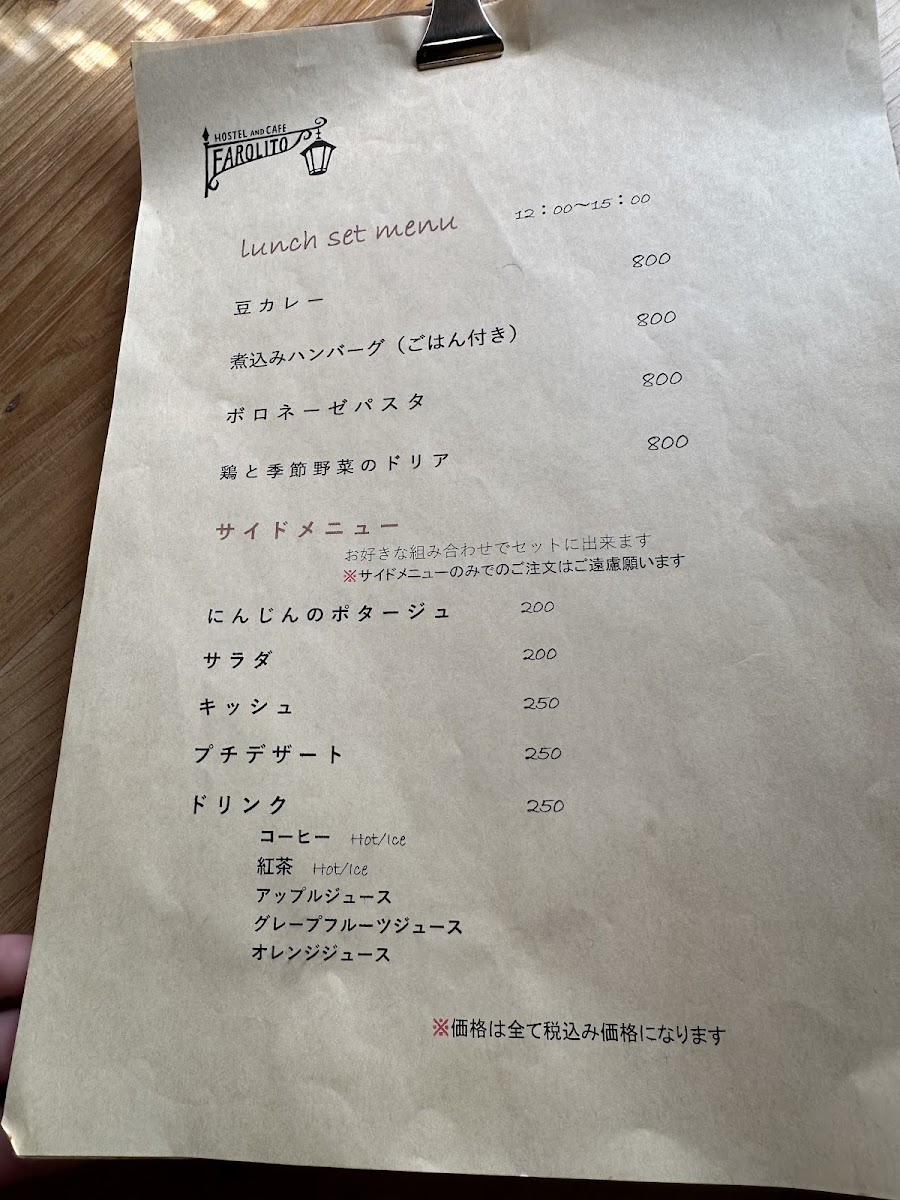 HOSTEL AND CAFE
FAROLITO
lunch set menu 12：00〜15：00
豆カレー 800
煮込みハンバーグ（ごはん付き） 800
ボロネーゼパスタ 800
鶏と季節野菜のドリア 800
サイドメニュー
お好きな組み合わせでセットに出来ます
※サイドメニューのみでのご注文はご遠慮願います
にんじんのポタージュ 200
サラダ 200
キッシュ 250
プチデザート 250
ドリンク 250
コーヒー Hot/Ice
紅茶 Hot/Ice
アップルジュース
グレープフルーツジュース
オレンジジュース
※価格は全て税込み価格になります